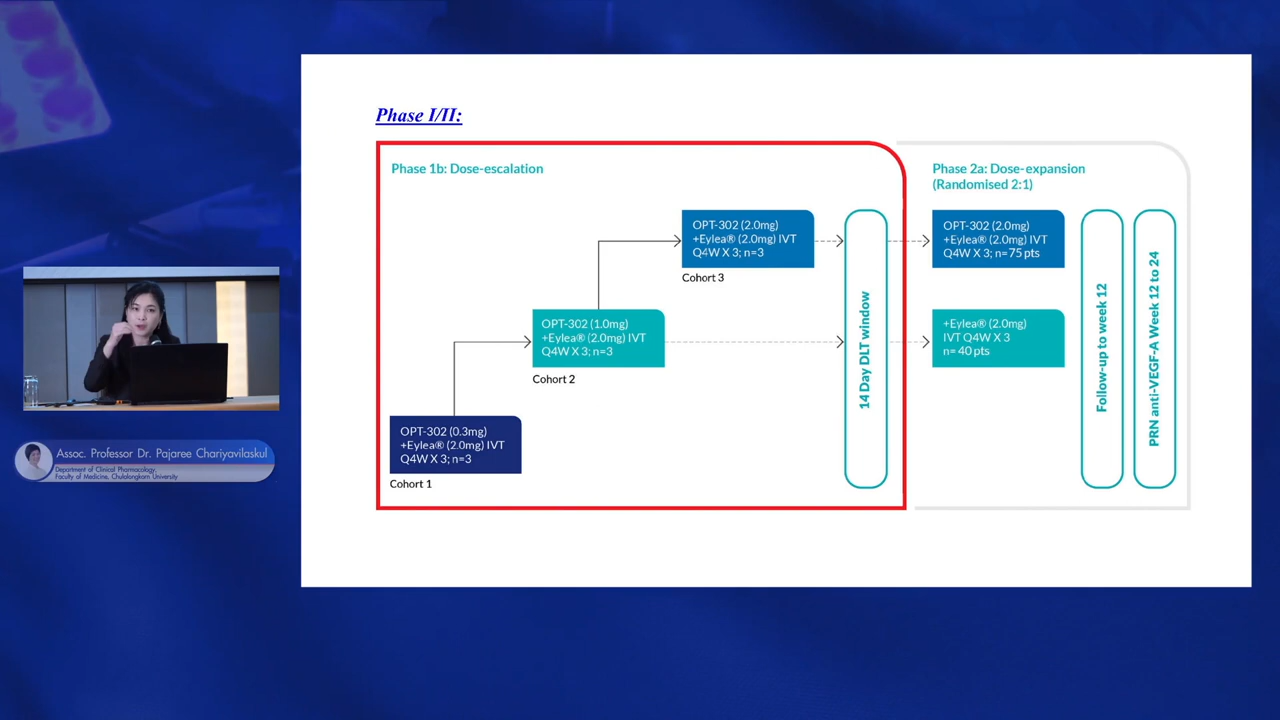 Phase I/II:
Phase 1b: Dose-escalation
OPT-302 (2.0mg)
+Eylea® (2.0mg) IVT
Q4W X 3; n=3
Cohort 3
OPT-302 (1.0mg)
+Eylea® (2.0mg) IVT
Q4W X 3; n=3
Cohort 2
OPT-302 (0.3mg)
+Eylea® (2.0mg) IVT
Q4W X 3; n=3
Cohort 1
14 Day DLT window
Phase 2a: Dose-expansion
(Randomised 2:1)
OPT-302 (2.0mg)
+Eylea® (2.0mg) IVT
Q4W X 3; n=75 pts
+Eylea® (2.0mg)
IVT Q4W X 3
n= 40 pts
Follow-up to week 12
PRN anti-VEGF-A Week 12 to 24
Assoc. Professor Dr. Pajaree Chariyavilaskul
Department of Clinical Pharmacology,
Faculty of Medicine, Chulalongkorn University